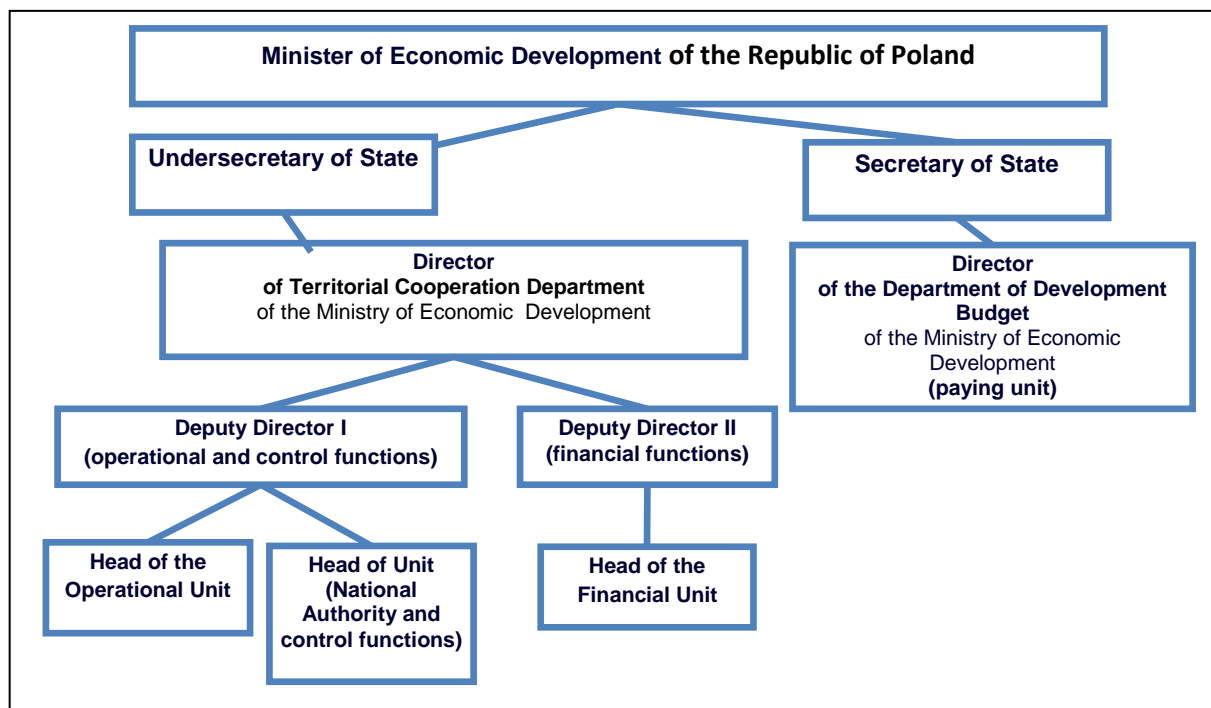 Minister of Economic Development of the Republic of Poland
Undersecretary of State
Secretary of State
Director
of Territorial Cooperation Department
of the Ministry of Economic Development
Director
of the Department of Development
Budget
of the Ministry of Economic
Development
(paying unit)
Deputy Director I
(operational and control functions)
Deputy Director II
(financial functions)
Head of the
Operational Unit
Head of Unit
(National
Authority and
control functions)
Head of the
Financial Unit